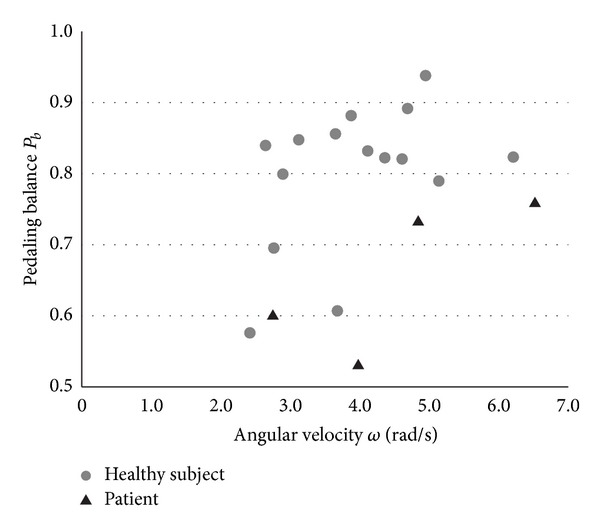 1.0
0.9
0.8
0.7
0.6
0.5
Pedaling balance P_b
0 1.0 2.0 3.0 4.0 5.0 6.0 7.0
Angular velocity ω (rad/s)
Healthy subject
Patient